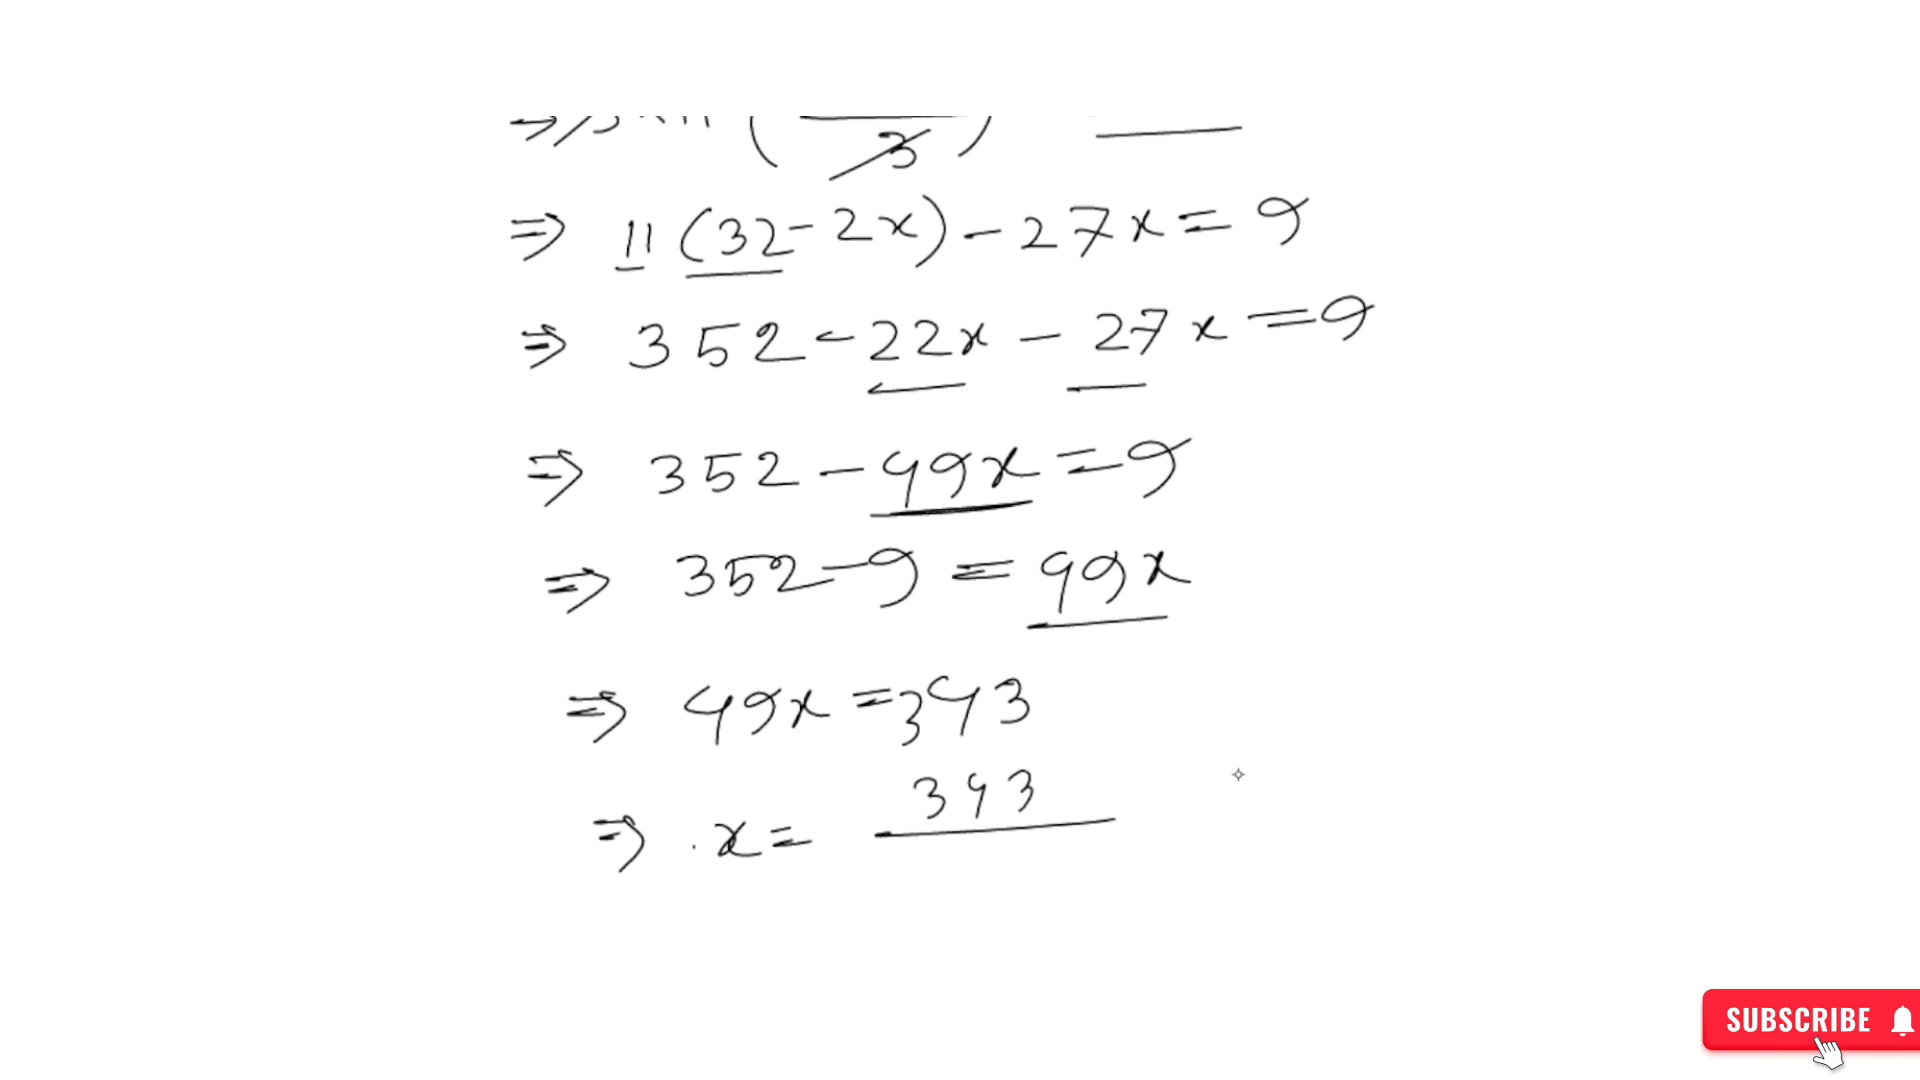 3
⇒ 11(32-2x)-27x=9
⇒ 352-22x-27x=9
⇒ 352-49x=9
⇒ 352-9=49x
⇒ 49x=343
343
⇒ x=
SUBSCRIBE